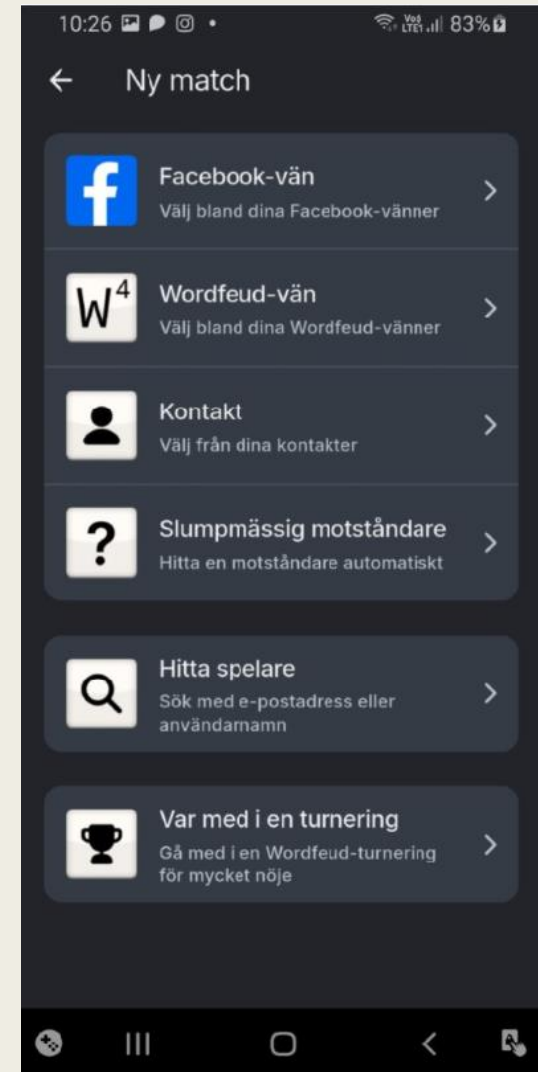 10:26 83%
Ny match
Facebook-vän
Välj bland dina Facebook-vänner
W4
Wordfeud-vän
Välj bland dina Wordfeud-vänner
Kontakt
Välj från dina kontakter
?
Slumpmässig motståndare
Hitta en motståndare automatiskt
Hitta spelare
Sök med e-postadress eller
användarnamn
Var med i en turnering
Gå med i en Wordfeud-turnering
för mycket nöje